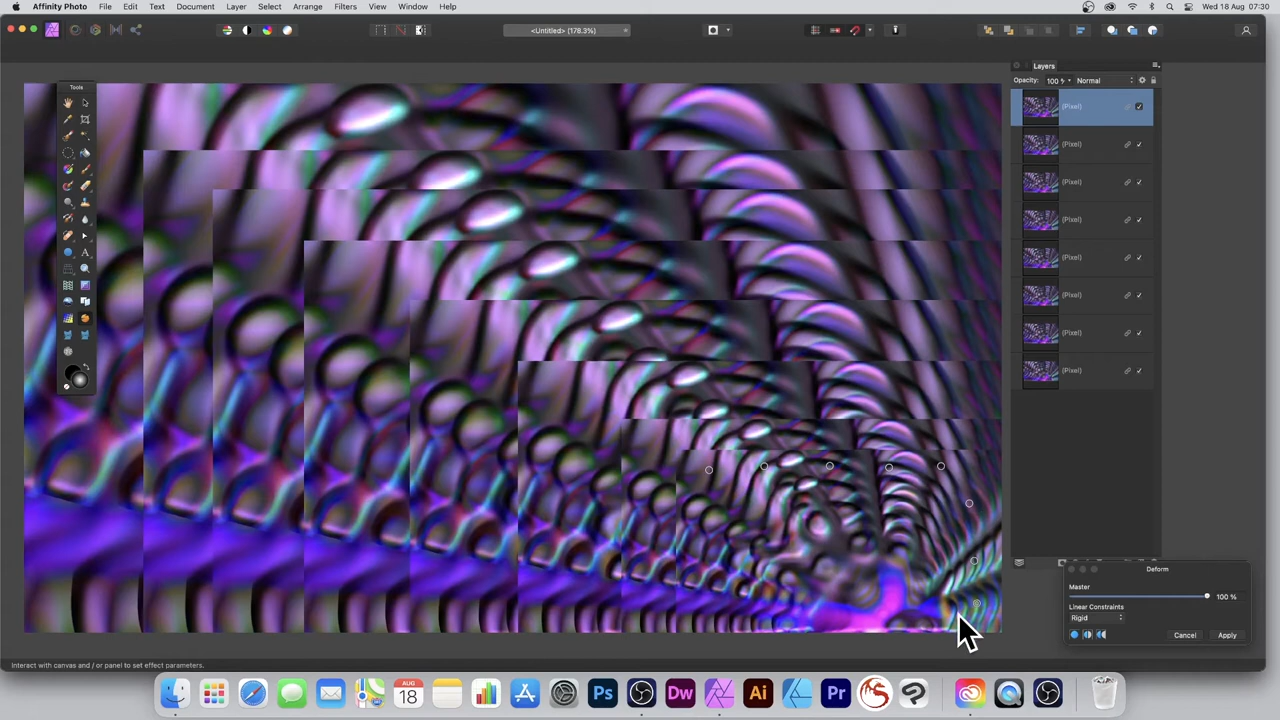 Affinity Photo File Edit Text Document Layer Select Arrange Filters View Window Help
Wed 18 Aug 07:30
<Untitled> (178.3%)
Tools
Layers
Opacity: 100 % Normal
(Pixel)
(Pixel)
(Pixel)
(Pixel)
(Pixel)
(Pixel)
(Pixel)
(Pixel)
Deform
Master
100 %
Linear Constraints
Rigid
Cancel Apply
Interact with canvas and / or panel to set effect parameters.
AUG
18
Ps Dw Ai Pr